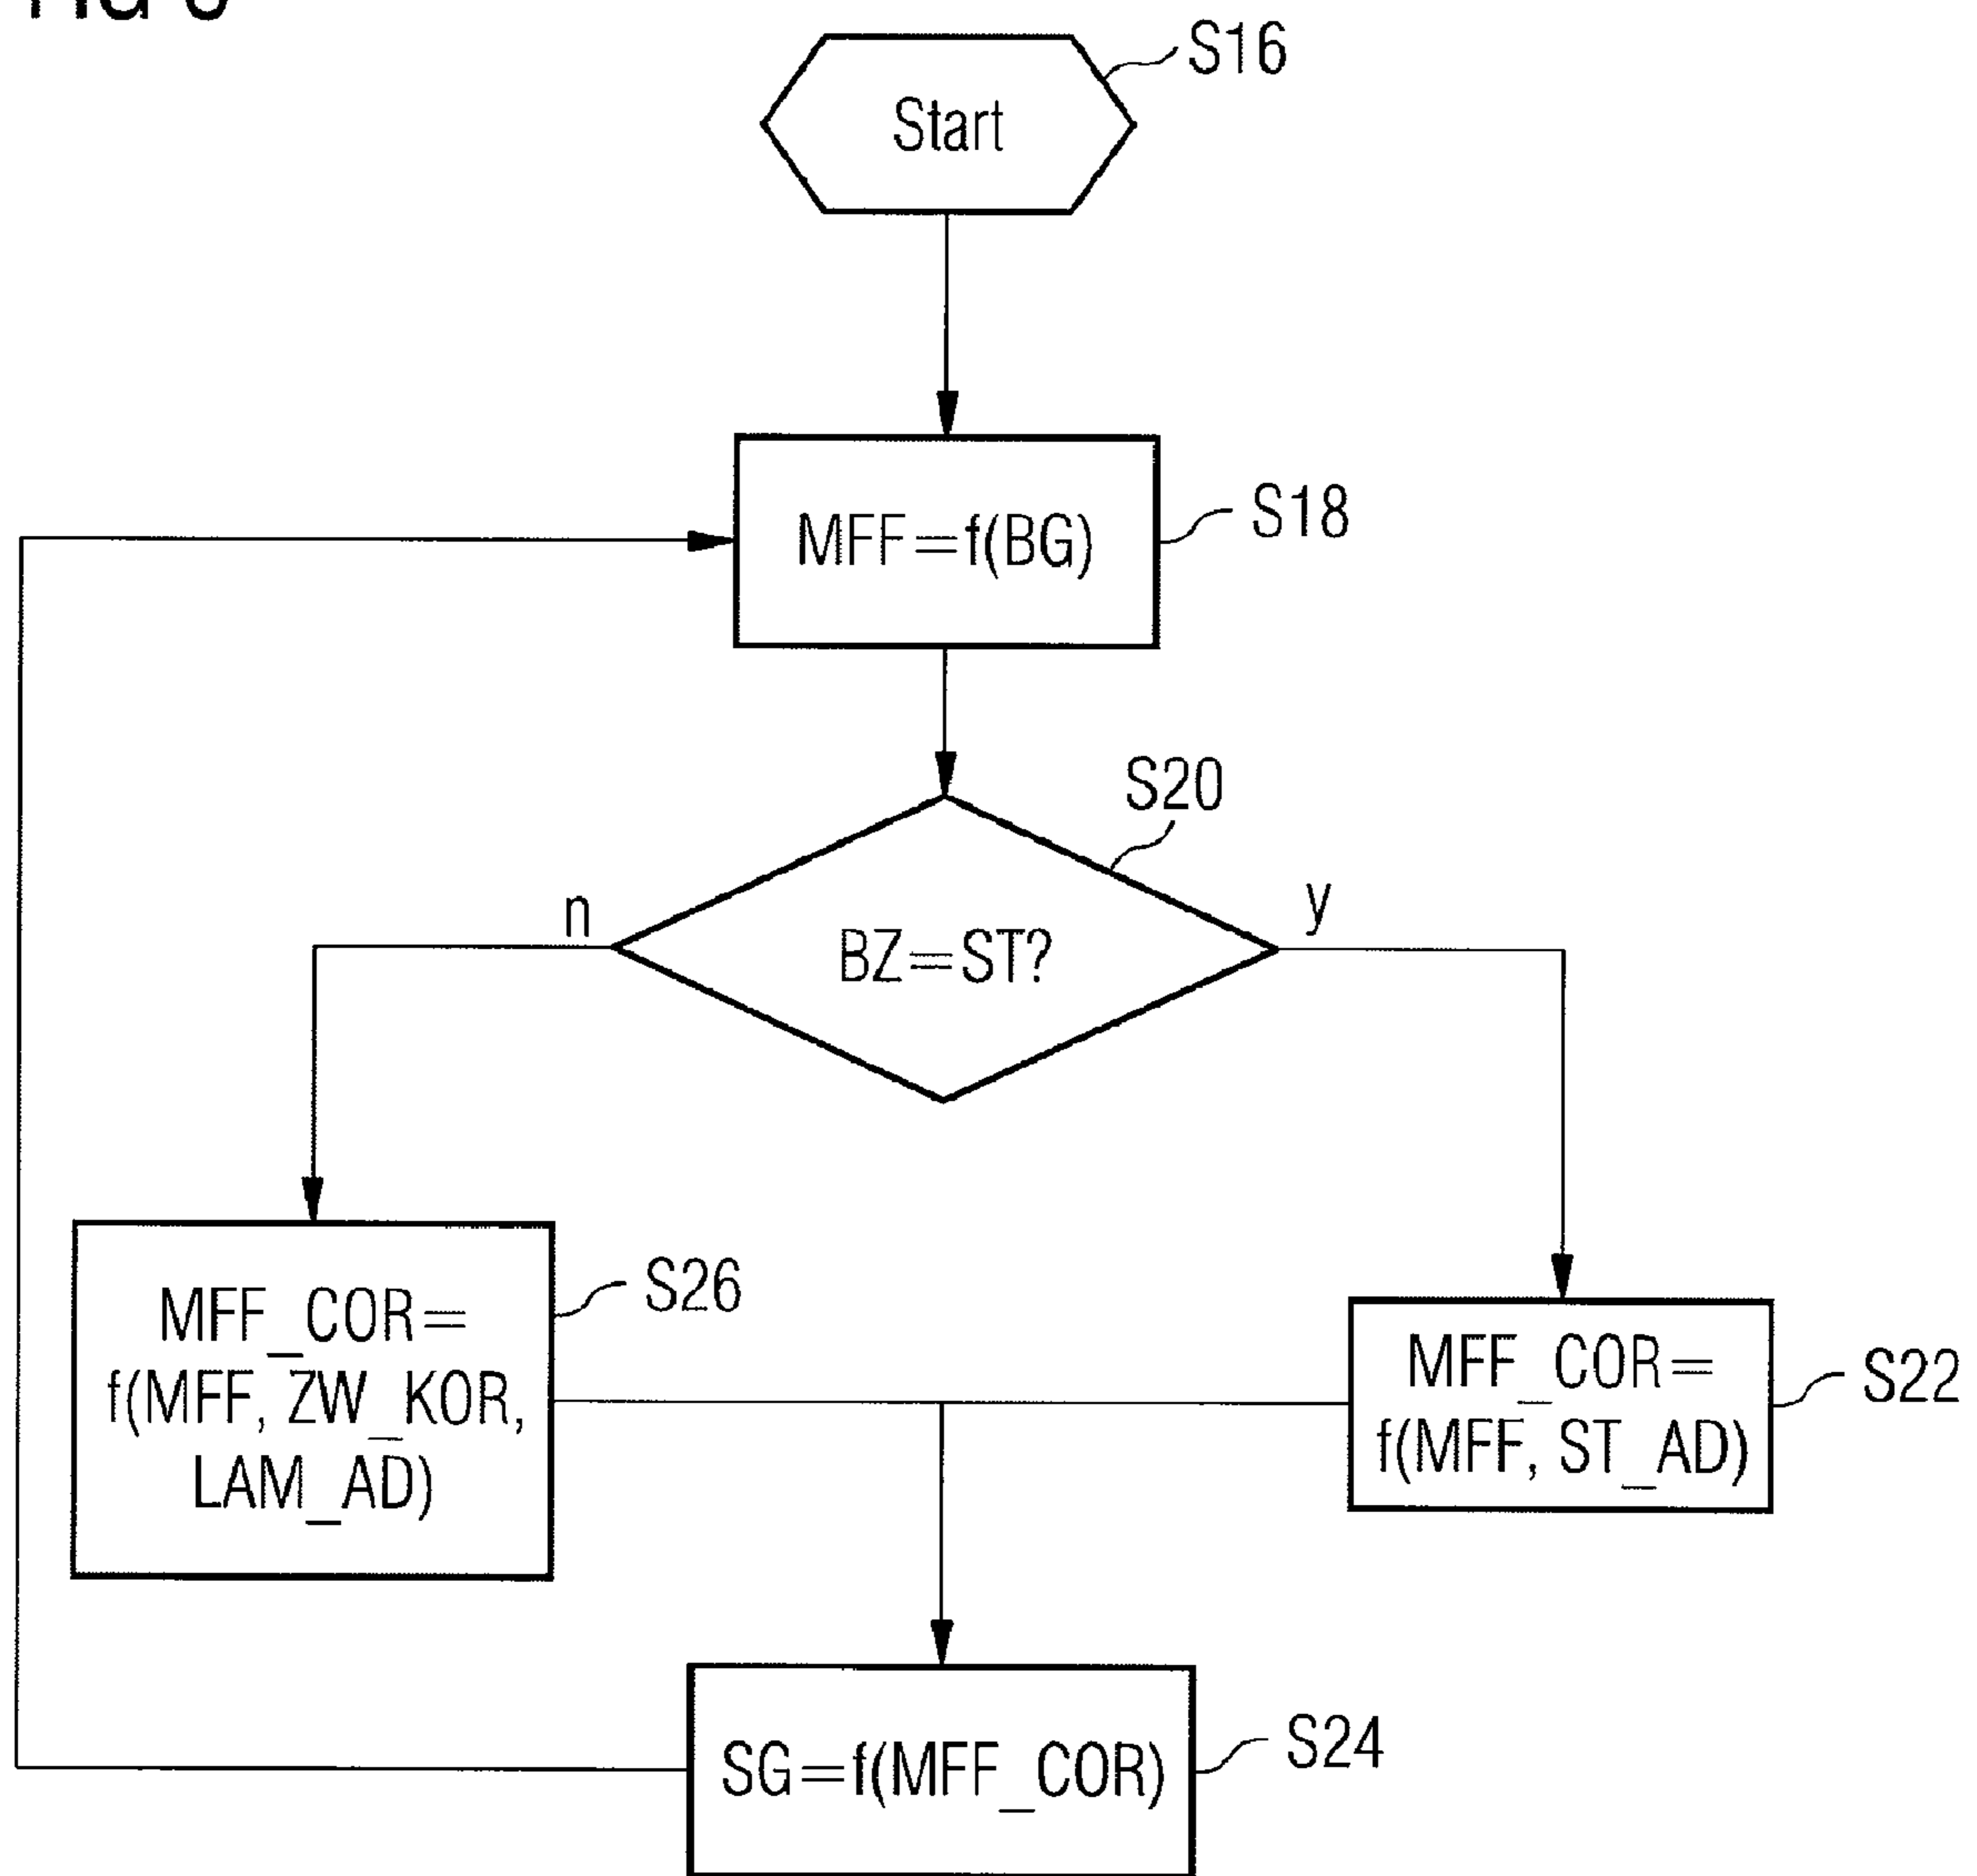 S16
Start
MFF=f(BG)
S18
S20
n
y
BZ=ST?
MFF_COR=
f(MFF, ZW_KOR,
LAM_AD)
S26
MFF_COR=
f(MFF, ST_AD)
S22
SG=f(MFF_COR)
S24